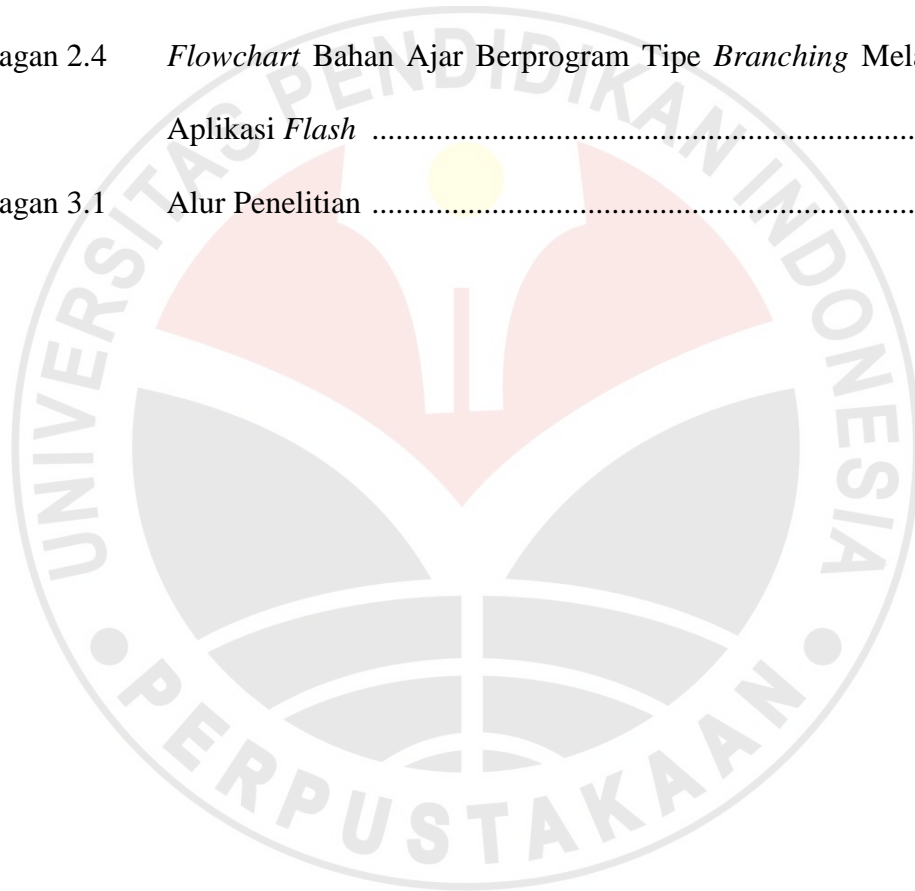 agan 2.4 Flowchart Bahan Ajar Berprogram Tipe Branching Mel
Aplikasi Flash ......................................................................
agan 3.1 Alur Penelitian ......................................................................
UNIVERSITAS PENDIDIKAN INDONESIA
PERPUSTAKAAN